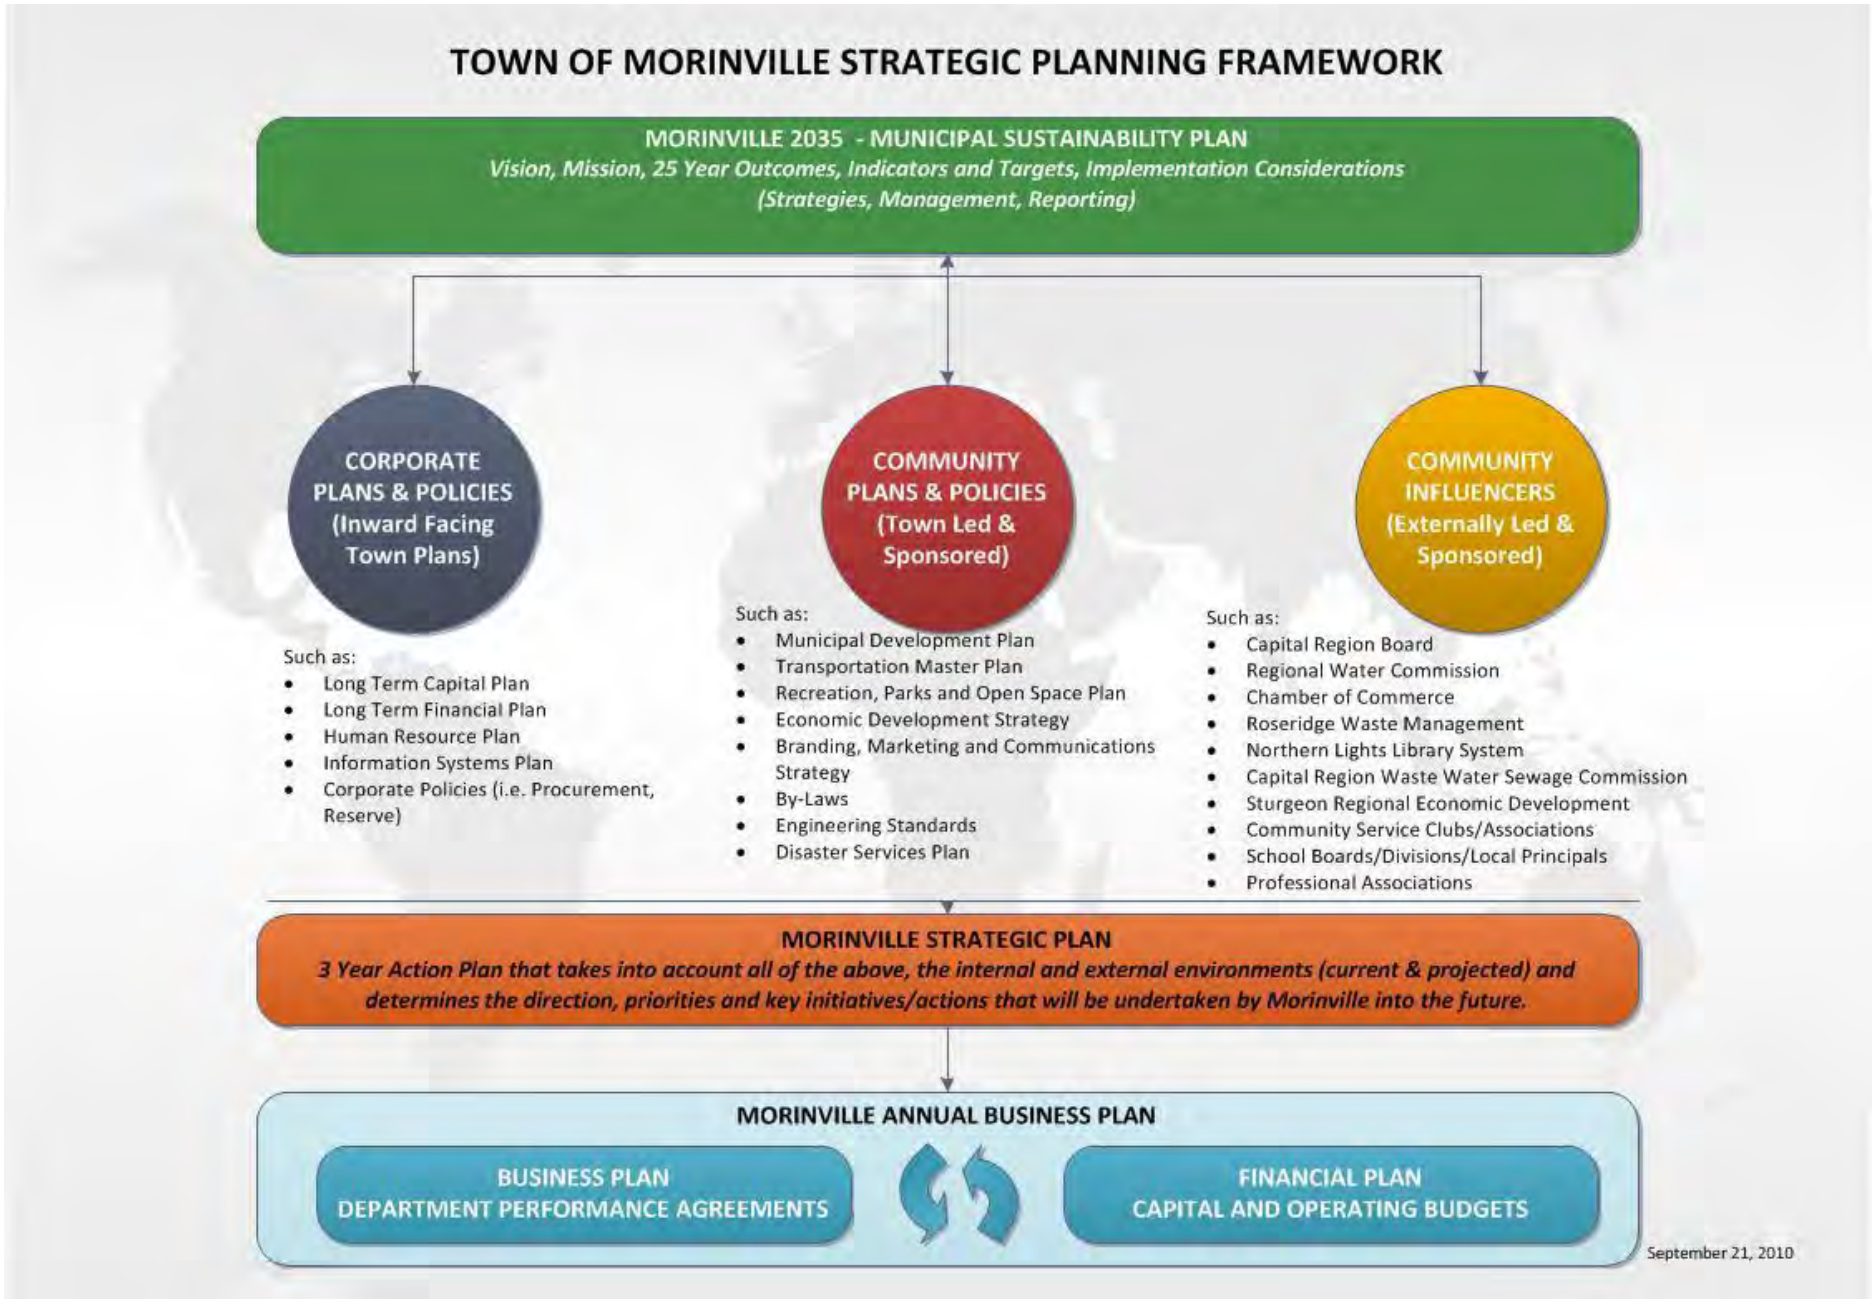 TOWN OF MORINVILLE STRATEGIC PLANNING FRAMEWORK
MORINVILLE 2035 - MUNICIPAL SUSTAINABILITY PLAN
Vision, Mission, 25 Year Outcomes, Indicators and Targets, Implementation Considerations
(Strategies, Management, Reporting)
CORPORATE
PLANS & POLICIES
(Inward Facing
Town Plans)
Such as:
• Long Term Capital Plan
• Long Term Financial Plan
• Human Resource Plan
• Information Systems Plan
• Corporate Policies (i.e. Procurement,
Reserve)
COMMUNITY
PLANS & POLICIES
(Town Led &
Sponsored)
Such as:
• Municipal Development Plan
• Transportation Master Plan
• Recreation, Parks and Open Space Plan
• Economic Development Strategy
• Branding, Marketing and Communications
Strategy
• By-Laws
• Engineering Standards
• Disaster Services Plan
COMMUNITY
INFLUENCERS
(Externally Led &
Sponsored)
Such as:
• Capital Region Board
• Regional Water Commission
• Chamber of Commerce
• Roseridge Waste Management
• Northern Lights Library System
• Capital Region Waste Water Sewage Commission
• Sturgeon Regional Economic Development
• Community Service Clubs/Associations
• School Boards/Divisions/Local Principals
• Professional Associations
MORINVILLE STRATEGIC PLAN
3 Year Action Plan that takes into account all of the above, the internal and external environments (current & projected) and
determines the direction, priorities and key initiatives/actions that will be undertaken by Morinville into the future.
MORINVILLE ANNUAL BUSINESS PLAN
BUSINESS PLAN
DEPARTMENT PERFORMANCE AGREEMENTS
FINANCIAL PLAN
CAPITAL AND OPERATING BUDGETS
September 21, 2010